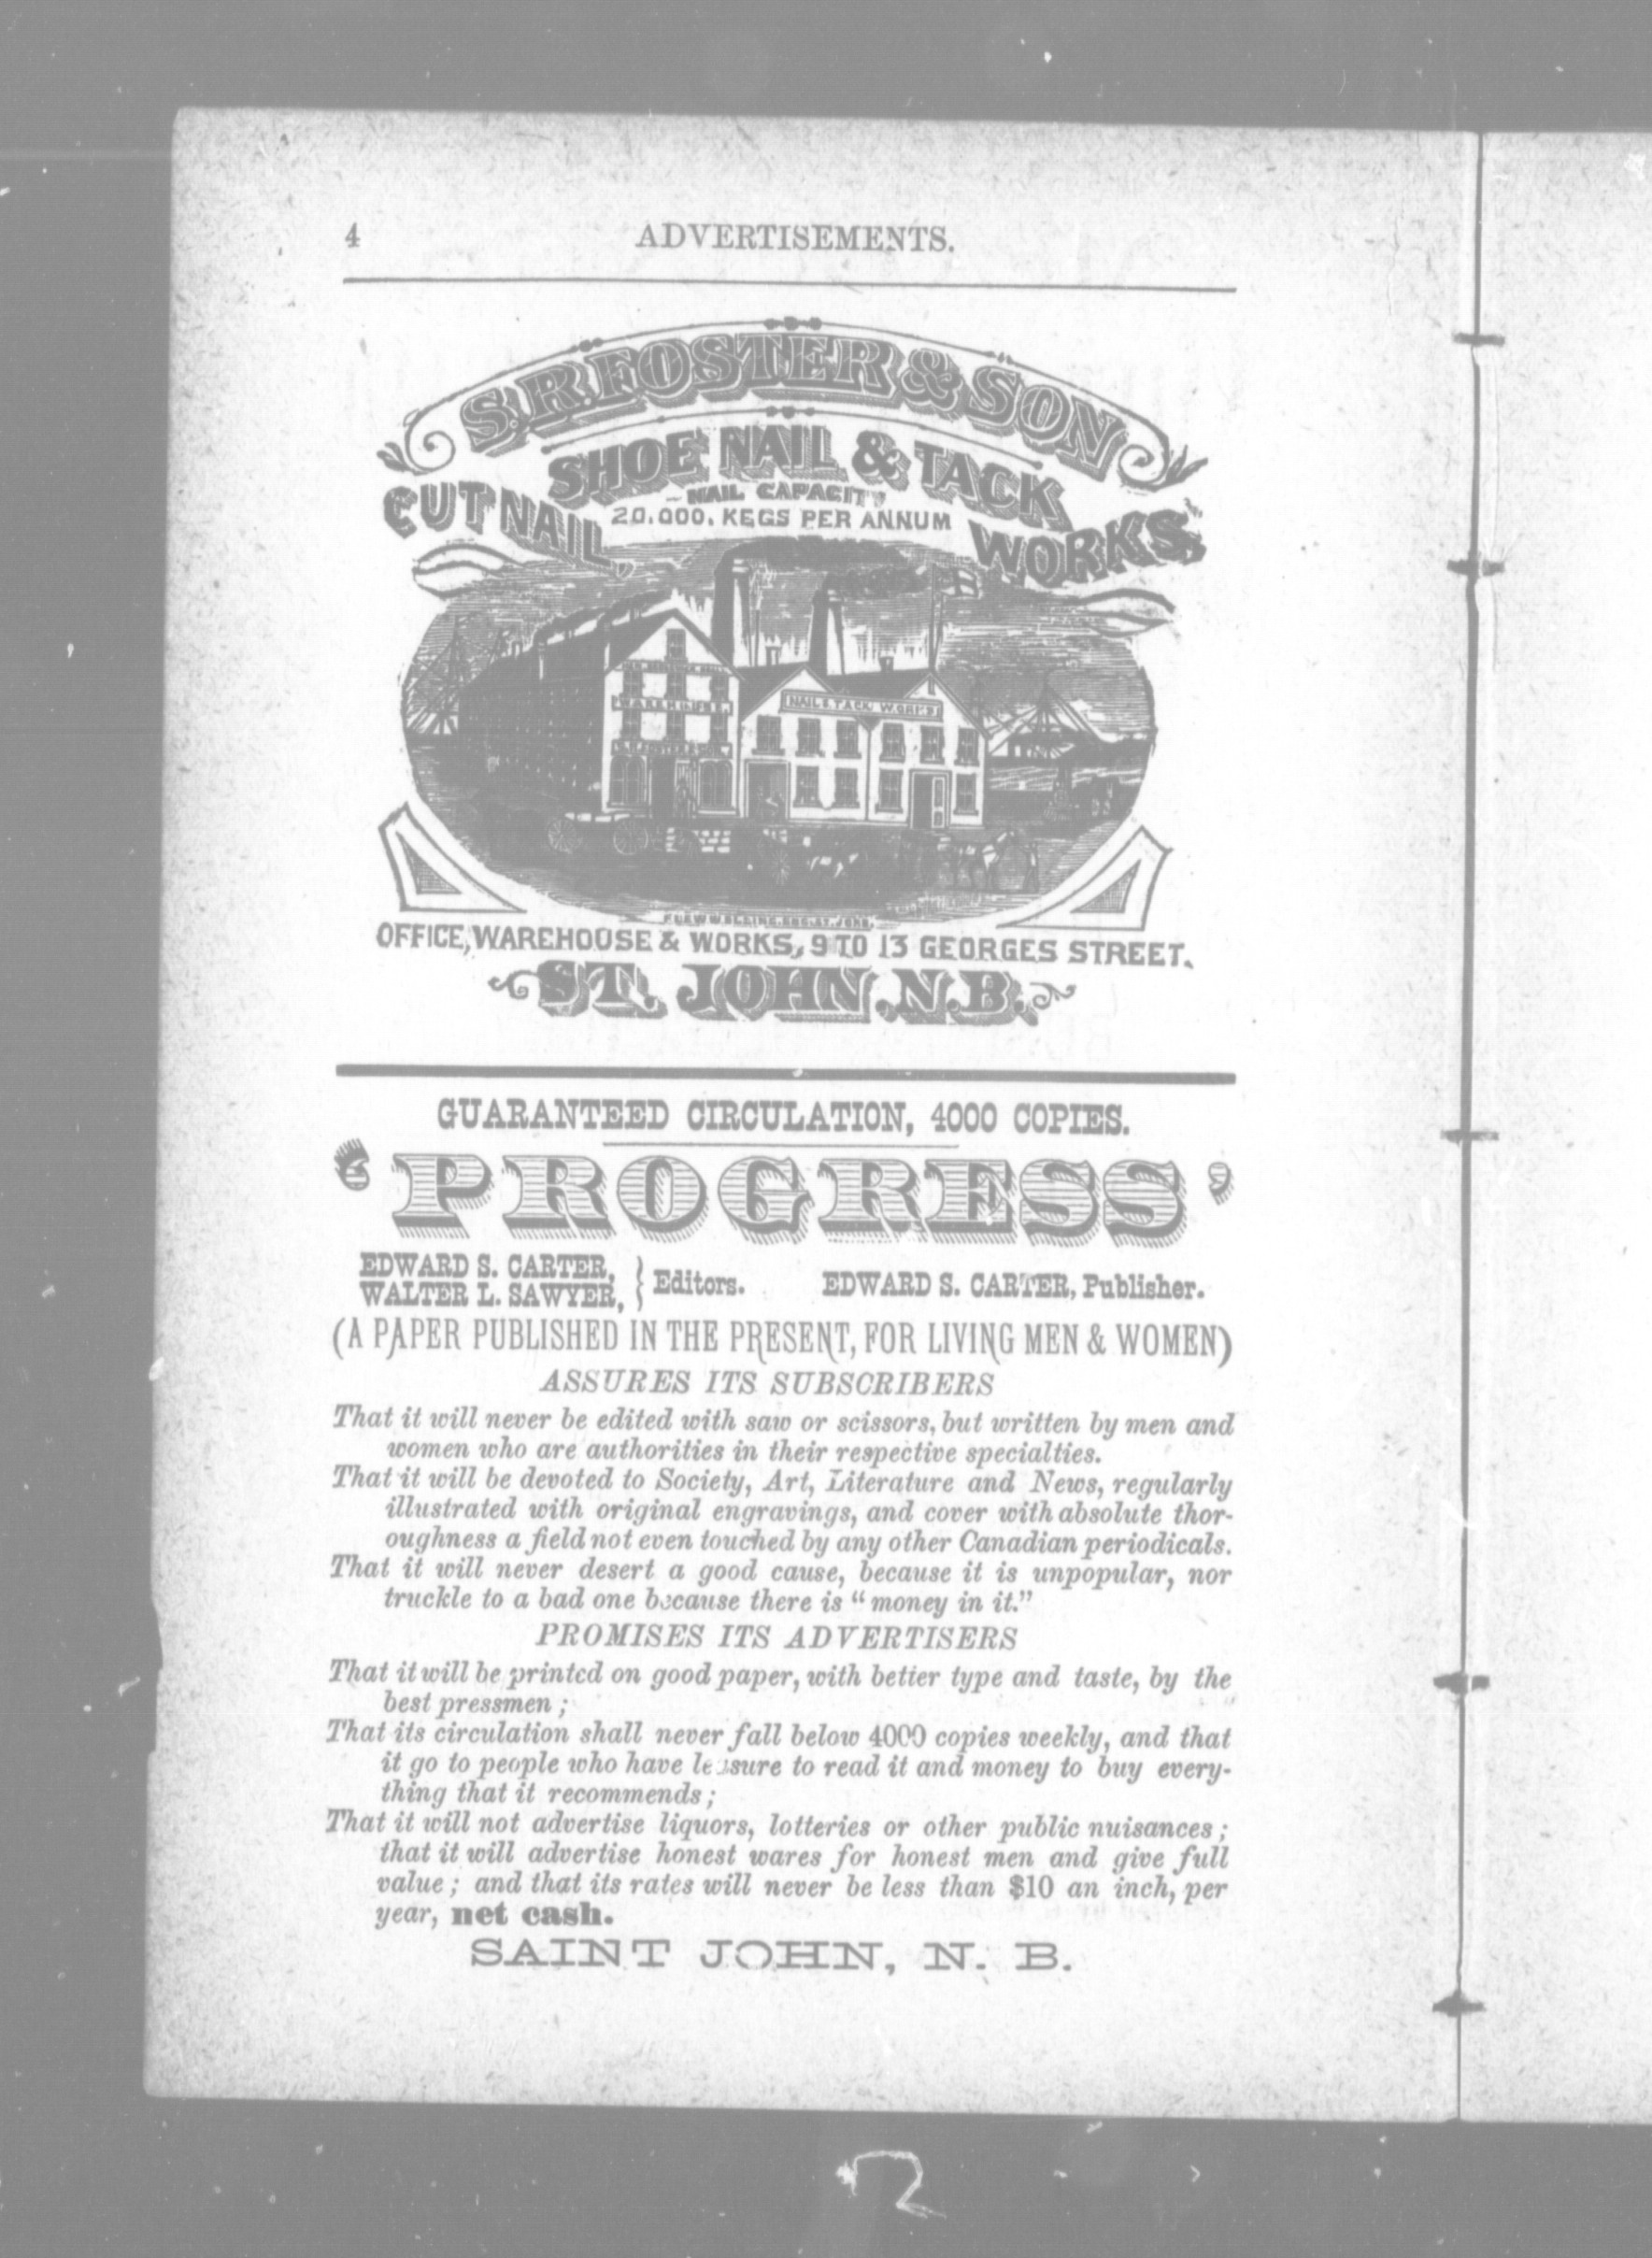 4 ADVERTISEMENTS.
S. R. FOSTER & SON
SHOE NAIL & TACK
CUT NAIL, WORKS,
NAIL CAPACITY
20,000, KEGS PER ANNUM
WAREHOUSE.
NAIL & TACK WORKS
S. R. FOSTER & SON
OFFICE, WAREHOUSE & WORKS, 9 TO 13 GEORGES STREET.
ST. JOHN, N.B.
GUARANTEED CIRCULATION, 4000 COPIES.
‘PROGRESS’
EDWARD S. CARTER,
WALTER L. SAWYER, } Editors. EDWARD S. CARTER, Publisher.
(A PAPER PUBLISHED IN THE PRESENT, FOR LIVING MEN & WOMEN)
ASSURES ITS SUBSCRIBERS
That it will never be edited with saw or scissors, but written by men and
women who are authorities in their respective specialties.
That it will be devoted to Society, Art, Literature and News, regularly
illustrated with original engravings, and cover with absolute thor-
oughness a field not even touched by any other Canadian periodicals.
That it will never desert a good cause, because it is unpopular, nor
truckle to a bad one because there is “money in it.”
PROMISES ITS ADVERTISERS
That it will be printed on good paper, with better type and taste, by the
best pressmen;
That its circulation shall never fall below 4000 copies weekly, and that
it go to people who have leisure to read it and money to buy every-
thing that it recommends;
That it will not advertise liquors, lotteries or other public nuisances;
that it will advertise honest wares for honest men and give full
value; and that its rates will never be less than $10 an inch, per
year, net cash.
SAINT JOHN, N. B.